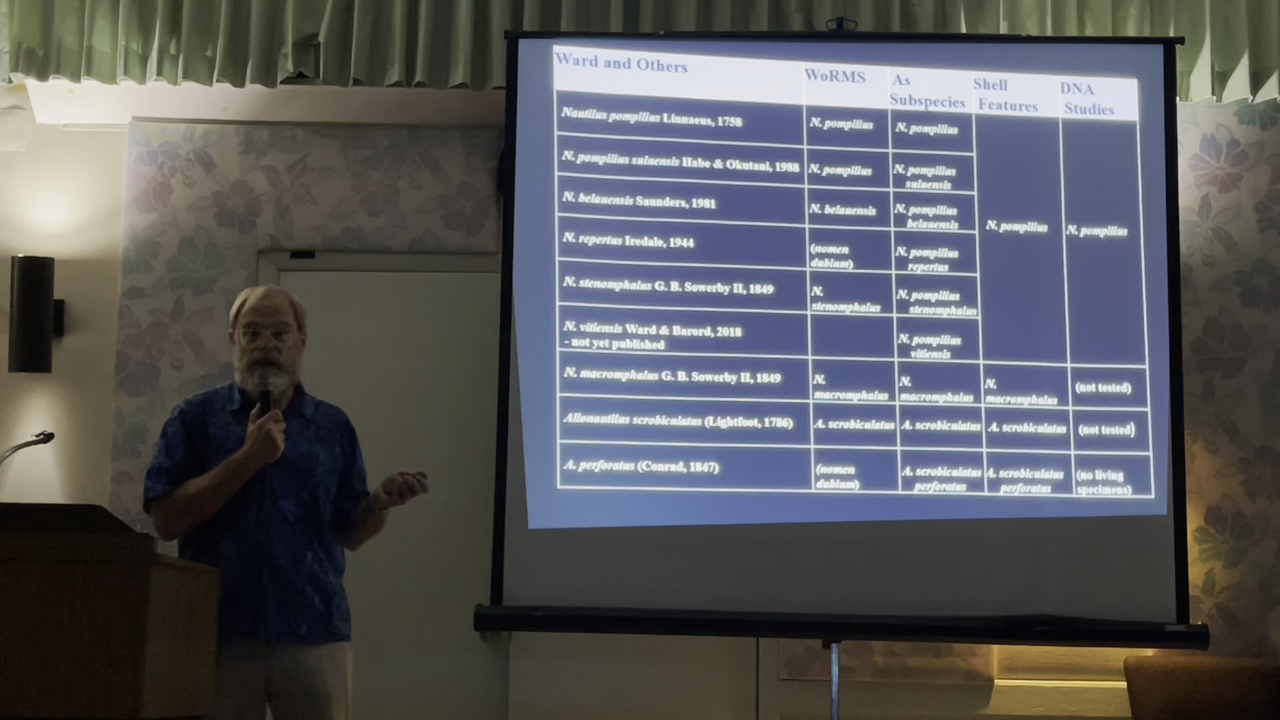 Ward and Others
WoRMS
As
Subspecies
Shell
Features
DNA
Studies
Nautilus pompilius Linnaeus, 1758
N. pompilius
N. pompilius
N. pompilius suluensis Habe & Okutani, 1988
N. pompilius
N. pompilius
suluensis
N. belauensis Saunders, 1981
N. belauensis
N. pompilius
belauensis
N. pompilius
N. pompilius
N. repertus Iredale, 1944
(nomen
dubium)
N. pompilius
repertus
N. stenomphalus G. B. Sowerby II, 1849
N.
stenomphalus
N. pompilius
stenomphalus
N. vitiensis Ward & Barord, 2018
- not yet published
N. pompilius
vitiensis
N. macromphalus G. B. Sowerby II, 1849
N.
macromphalus
N.
macromphalus
N.
macromphalus
(not tested)
Allonautilus scrobiculatus (Lightfoot, 1786)
A. scrobiculatus
A. scrobiculatus
A. scrobiculatus
(not tested)
A. perforatus (Conrad, 1847)
(nomen
dubium)
A. scrobiculatus
perforatus
A. scrobiculatus
perforatus
(no living
specimens)